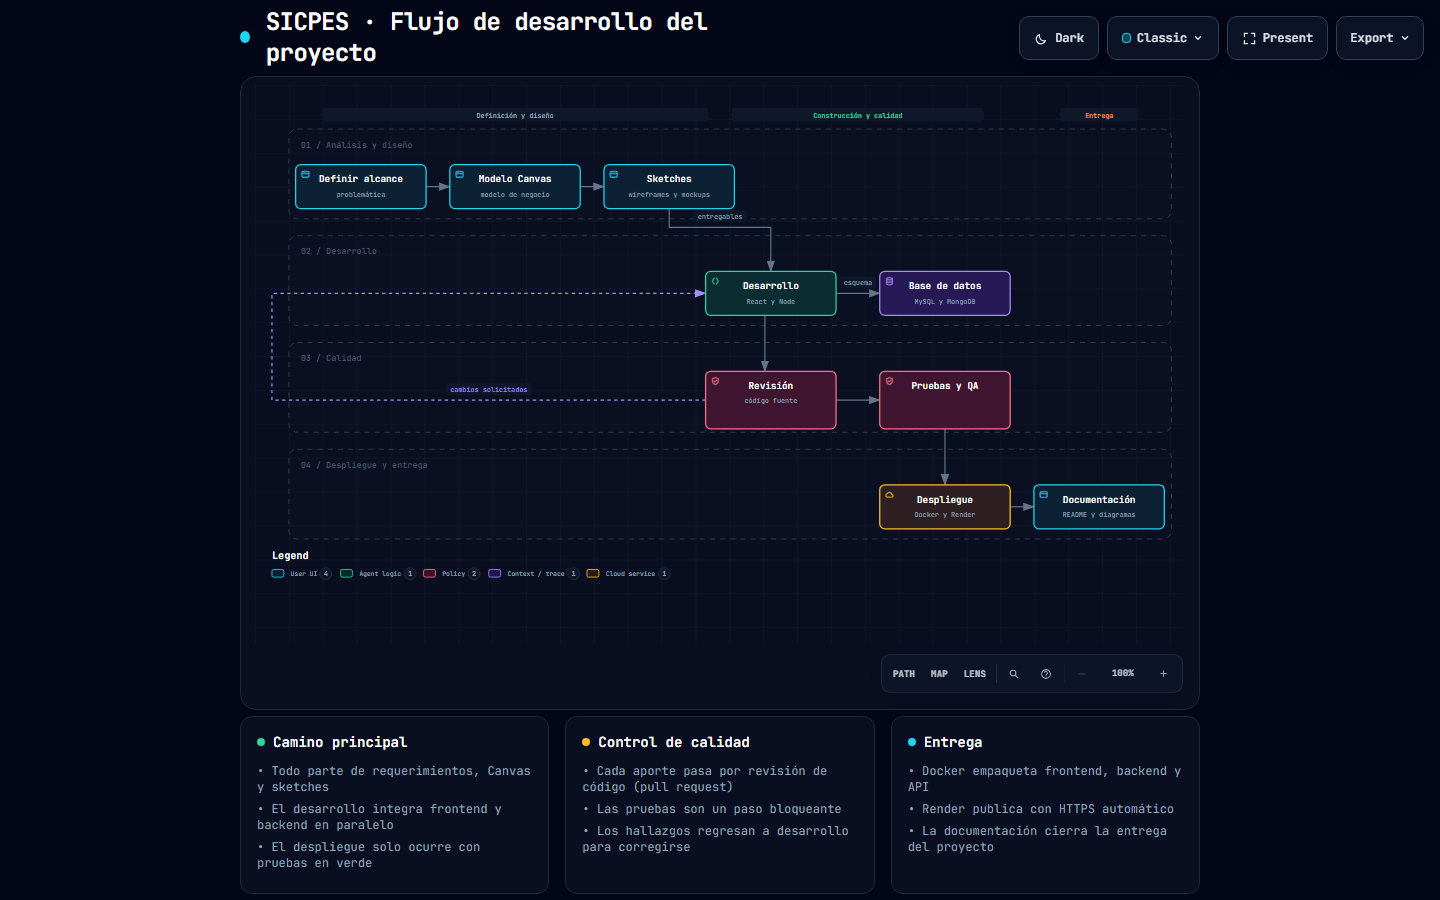 SICPES · Flujo de desarrollo del
proyecto
Dark
Classic
Present
Export
Definición y diseño
Construcción y calidad
Entrega
01 / Análisis y diseño
Definir alcance
problemática
Modelo Canvas
modelo de negocio
Sketches
wireframes y mockups
entregables
02 / Desarrollo
Desarrollo
React y Node
esquema
Base de datos
MySQL y MongoDB
03 / Calidad
cambios solicitados
Revisión
código fuente
Pruebas y QA
04 / Despliegue y entrega
Despliegue
Docker y Render
Documentación
README y diagramas
Legend
User UI 4
Agent logic 1
Policy 2
Context / trace 1
Cloud service 1
PATH MAP LENS
100%
Camino principal
• Todo parte de requerimientos, Canvas
y sketches
• El desarrollo integra frontend y
backend en paralelo
• El despliegue solo ocurre con
pruebas en verde
Control de calidad
• Cada aporte pasa por revisión de
código (pull request)
• Las pruebas son un paso bloqueante
• Los hallazgos regresan a desarrollo
para corregirse
Entrega
• Docker empaqueta frontend, backend y
API
• Render publica con HTTPS automático
• La documentación cierra la entrega
del proyecto